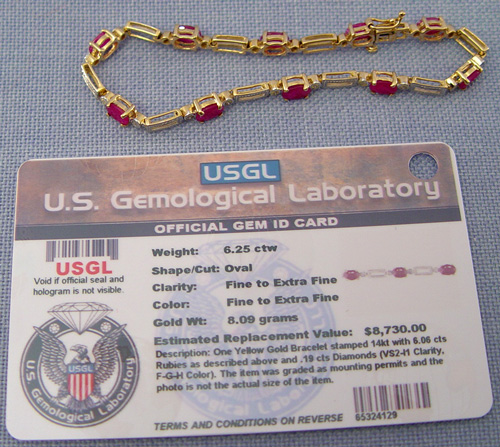 USGL
U.S. Gemological Laboratory
OFFICIAL GEM ID CARD
USGL
Void if official seal and
hologram is not visible.
Weight: 6.25 ctw
Shape/Cut: Oval
Clarity: Fine to Extra Fine
Color: Fine to Extra Fine
Gold Wt: 8.09 grams
Estimated Replacement Value: $8,730.00
Description: One Yellow Gold Bracelet stamped 14kt with 6.06 cts
Rubies as described above and .19 cts Diamonds (VS2-I1 Clarity,
F-G-H Color). The item was graded as mounting permits and the
photo is not the actual size of the item.
USGL
U.S. Gemological Laboratory
TERMS AND CONDITIONS ON REVERSE
65324129